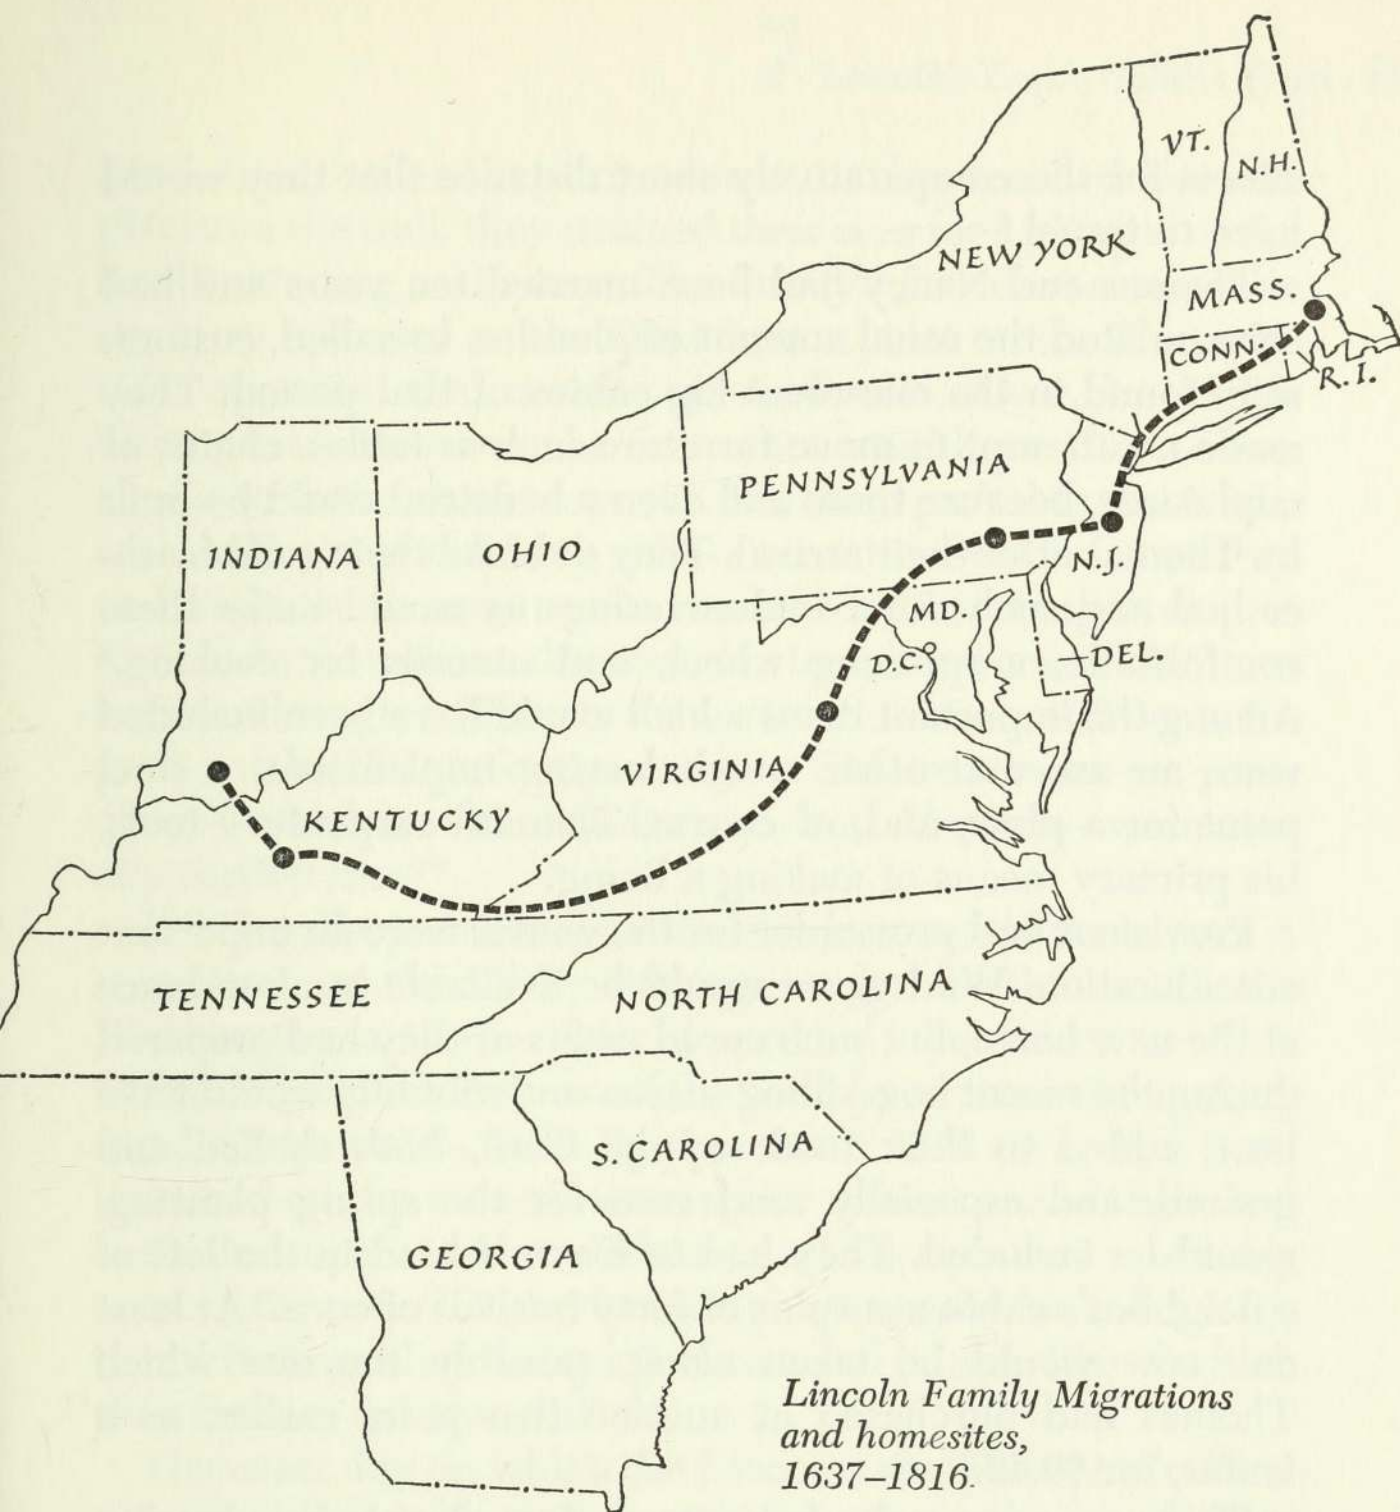 VT.
N.H.
NEW YORK
MASS.
CONN.
R.I.
PENNSYLVANIA
INDIANA
OHIO
N.J.
MD.
D.C.
DEL.
VIRGINIA
KENTUCKY
TENNESSEE
NORTH CAROLINA
S. CAROLINA
GEORGIA
Lincoln Family Migrations
and homesites,
1637–1816.